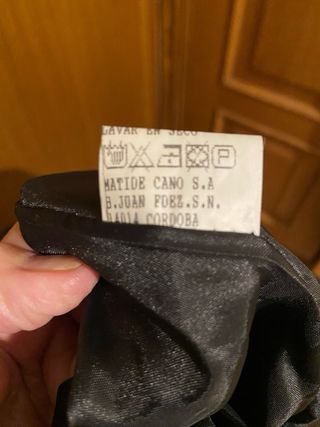 LAVAR EN SECO
P
MATIDE CANO S.A
B.JUAN FDEZ.S.N.
CORDOBA